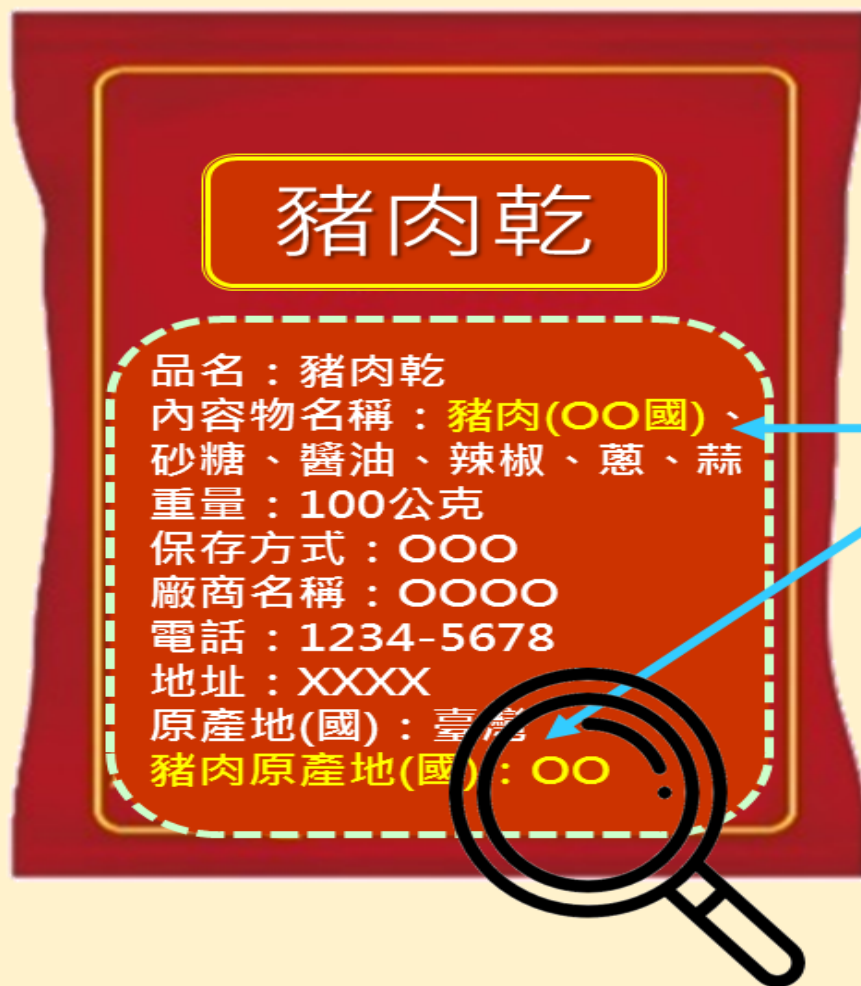 豬肉乾
品名：豬肉乾
內容物名稱：豬肉(OO國)、
砂糖、醬油、辣椒、蔥、蒜
重量：100公克
保存方式：OOO
廠商名稱：OOOO
電話：1234-5678
地址：XXXX
原產地(國)：臺灣
豬肉原產地(國)：OO